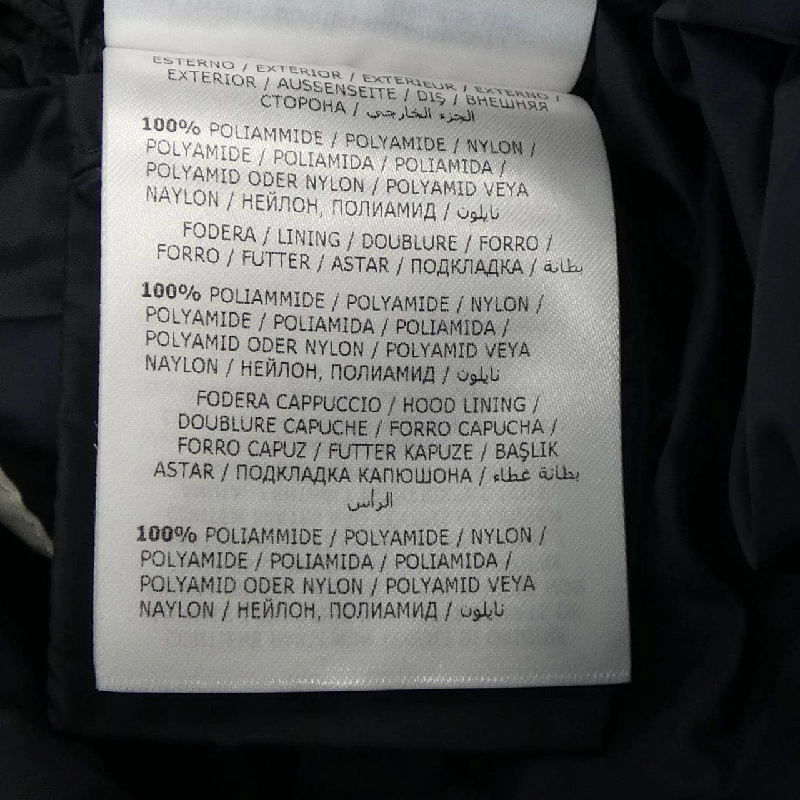 ESTERNO / EXTERIOR / EXTERIEUR / EXTERNO /
EXTERIOR / AUSSENSEITE / DIŞ / ВНЕШНЯЯ
СТОРОНА / الجزء الخارجي
100% POLIAMMIDE / POLYAMIDE / NYLON /
POLYAMIDE / POLIAMIDA / POLIAMIDA /
POLYAMID ODER NYLON / POLYAMID VEYA
NAYLON / НЕЙЛОН, ПОЛИАМИД / نايلون
FODERA / LINING / DOUBLURE / FORRO /
FORRO / FUTTER / ASTAR / ПОДКЛАДКА / بطانة
100% POLIAMMIDE / POLYAMIDE / NYLON /
POLYAMIDE / POLIAMIDA / POLIAMIDA /
POLYAMID ODER NYLON / POLYAMID VEYA
NAYLON / НЕЙЛОН, ПОЛИАМИД / نايلون
FODERA CAPPUCCIO / HOOD LINING /
DOUBLURE CAPUCHE / FORRO CAPUCHA /
FORRO CAPUZ / FUTTER KAPUZE / BAŞLIK
ASTAR / ПОДКЛАДКА КАПЮШОНА / بطانة غطاء
الرأس
100% POLIAMMIDE / POLYAMIDE / NYLON /
POLYAMIDE / POLIAMIDA / POLIAMIDA /
POLYAMID ODER NYLON / POLYAMID VEYA
NAYLON / НЕЙЛОН, ПОЛИАМИД / نايلون